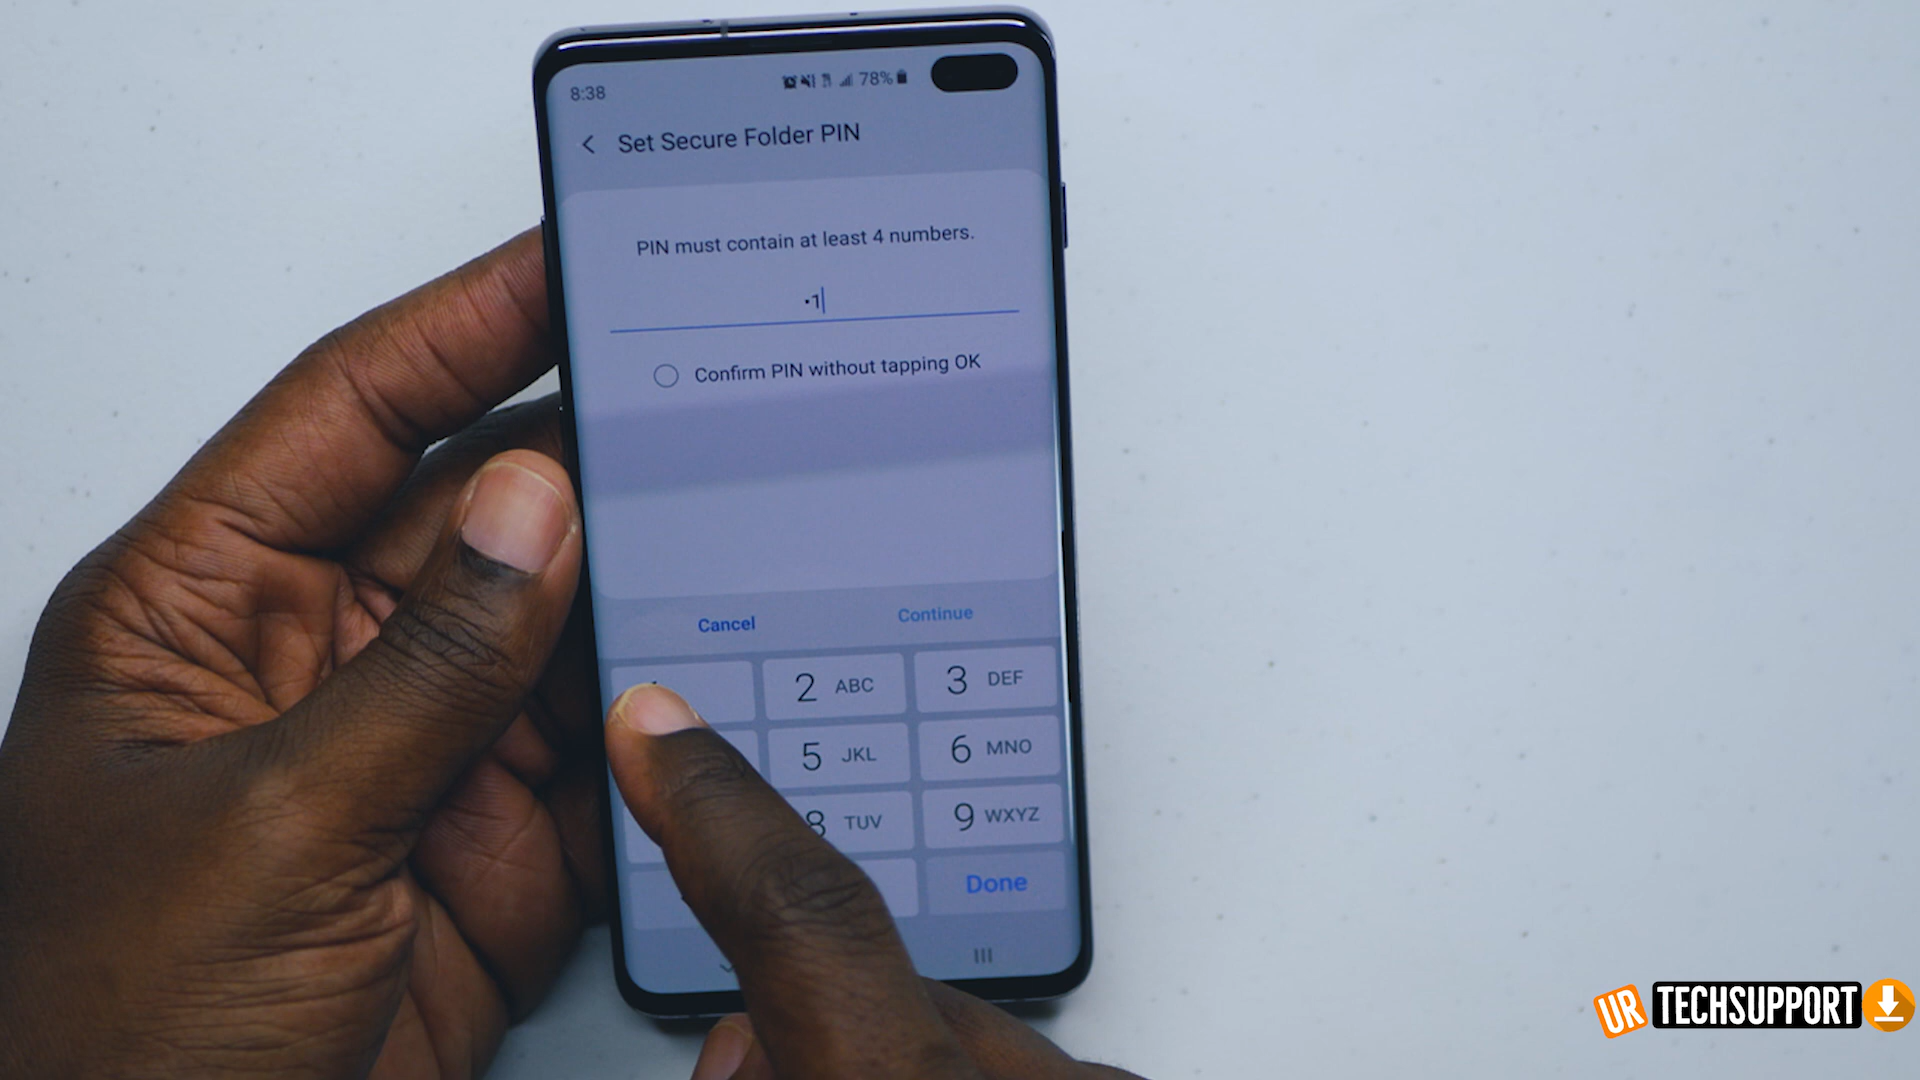 8:38
78%
Set Secure Folder PIN
PIN must contain at least 4 numbers.
•1
Confirm PIN without tapping OK
Cancel
Continue
2 ABC
3 DEF
5 JKL
6 MNO
8 TUV
9 WXYZ
Done
UR TECHSUPPORT